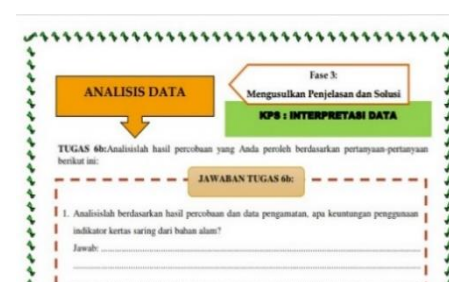 Fase 3:
Mengusulkan Penjelasan dan Solusi
ANALISIS DATA
KPS : INTERPRETASI DATA
TUGAS 6b:Analisislah hasil percobaan yang Anda peroleh berdasarkan pertanyaan-pertanyaan
berikut ini:
JAWABAN TUGAS 6b:
1. Analisislah berdasarkan hasil percobaan dan data pengamatan, apa keuntungan penggunaan
indikator kertas saring dari bahan alam?
Jawab: